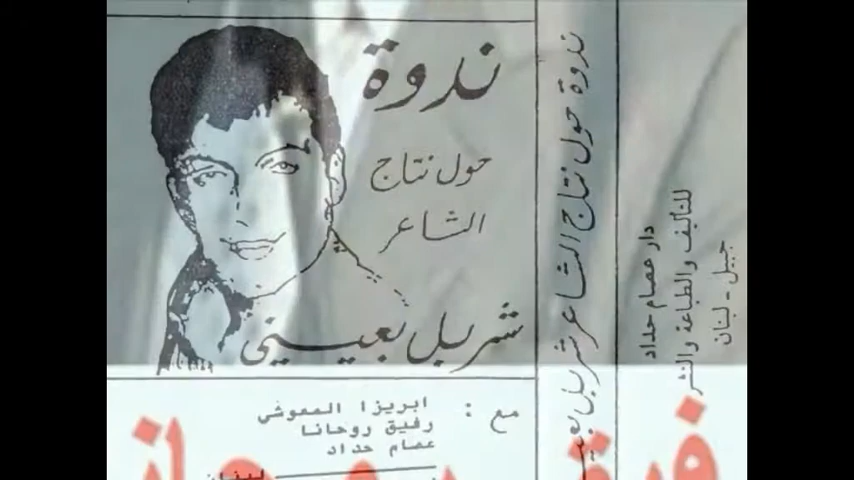 ندوة
حول نتاج
الشاعر
شربل بعيني
مع :
ابريزا المعوشي
رفيق روحانا
عصام حداد
لبنان
ندوة حول نتاج الشاعر شربل
دار عصام حداد
للتأليف والطباعة والنشر
جبيل - لبنان